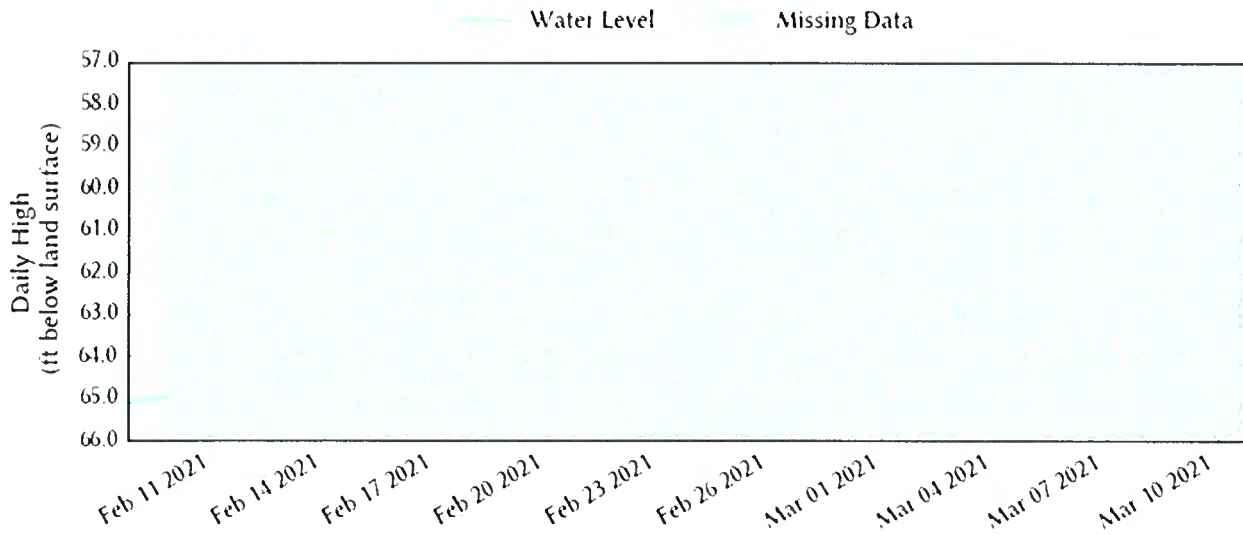 Water Level Missing Data
57.0
58.0
59.0
60.0
61.0
62.0
63.0
64.0
65.0
66.0
Daily High
(ft below land surface)
Feb 11 2021
Feb 14 2021
Feb 17 2021
Feb 20 2021
Feb 23 2021
Feb 26 2021
Mar 01 2021
Mar 04 2021
Mar 07 2021
Mar 10 2021